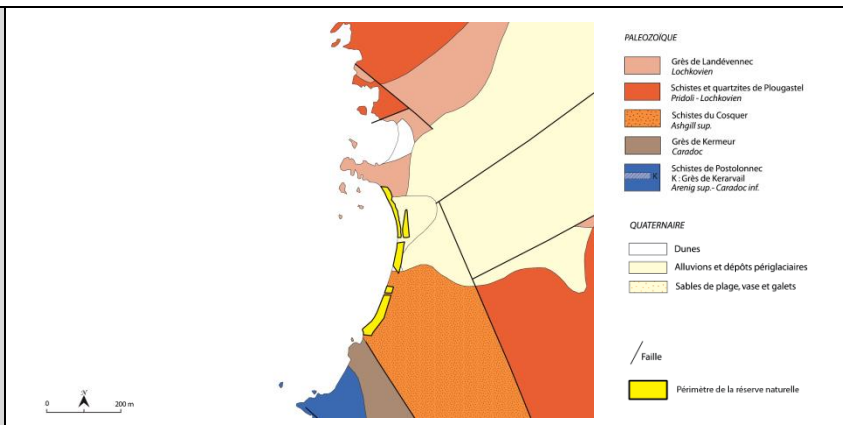 PALEOZOÏQUE
Grès de Landévennec
Lochkovien
Schistes et quartzites de Plougastel
Pridoli - Lochkovien
Schistes du Cosquer
Ashgill sup.
Grès de Kermeur
Caradoc
Schistes de Postolonnec
K
K : Grès de Kerarvail
Arenig sup.- Caradoc inf.
QUATERNAIRE
Dunes
Alluvions et dépôts périglaciaires
Sables de plage, vase et galets
Faille
Périmètre de la réserve naturelle
N
0 200 m